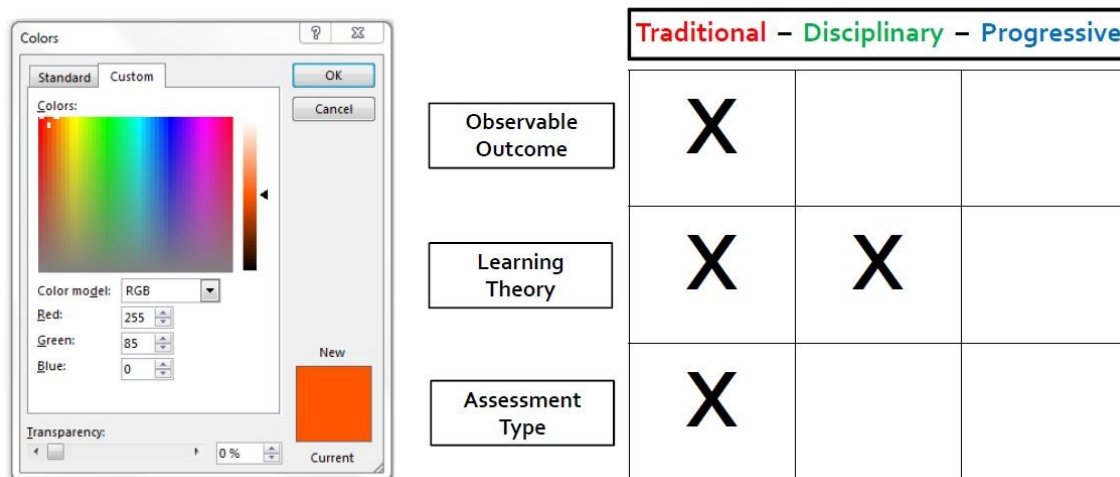 Colors
Standard Custom
OK
Cancel
Colors:
Color model: RGB
Red: 255
Green: 85
Blue: 0
New
Current
Transparency:
0 %
Traditional – Disciplinary – Progressive
Observable
Outcome
X
Learning
Theory
X X
Assessment
Type
X